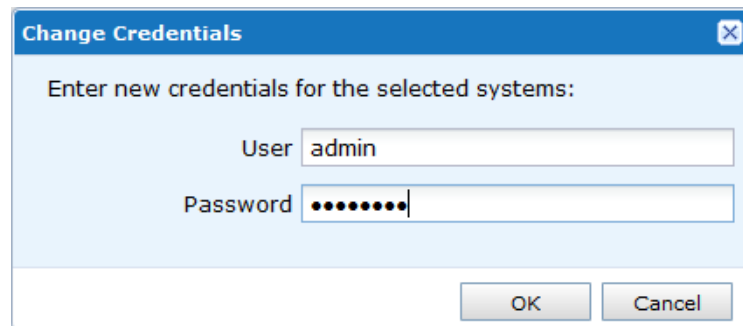 Change Credentials
Enter new credentials for the selected systems:
User admin
Password ••••••••
OK Cancel